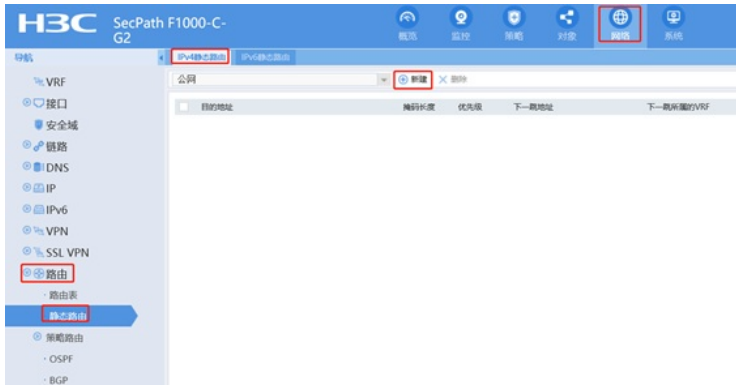 H3C SecPath F1000-C-G2
概览 监控 策略 对象 网络 系统
导航
IPv4静态路由 IPv6静态路由
VRF
接口
安全域
链路
DNS
IP
IPv6
VPN
SSL VPN
路由
路由表
静态路由
策略路由
OSPF
BGP
公网 新建 删除
目的地址 掩码长度 优先级 下一跳地址 下一跳所属的VRF